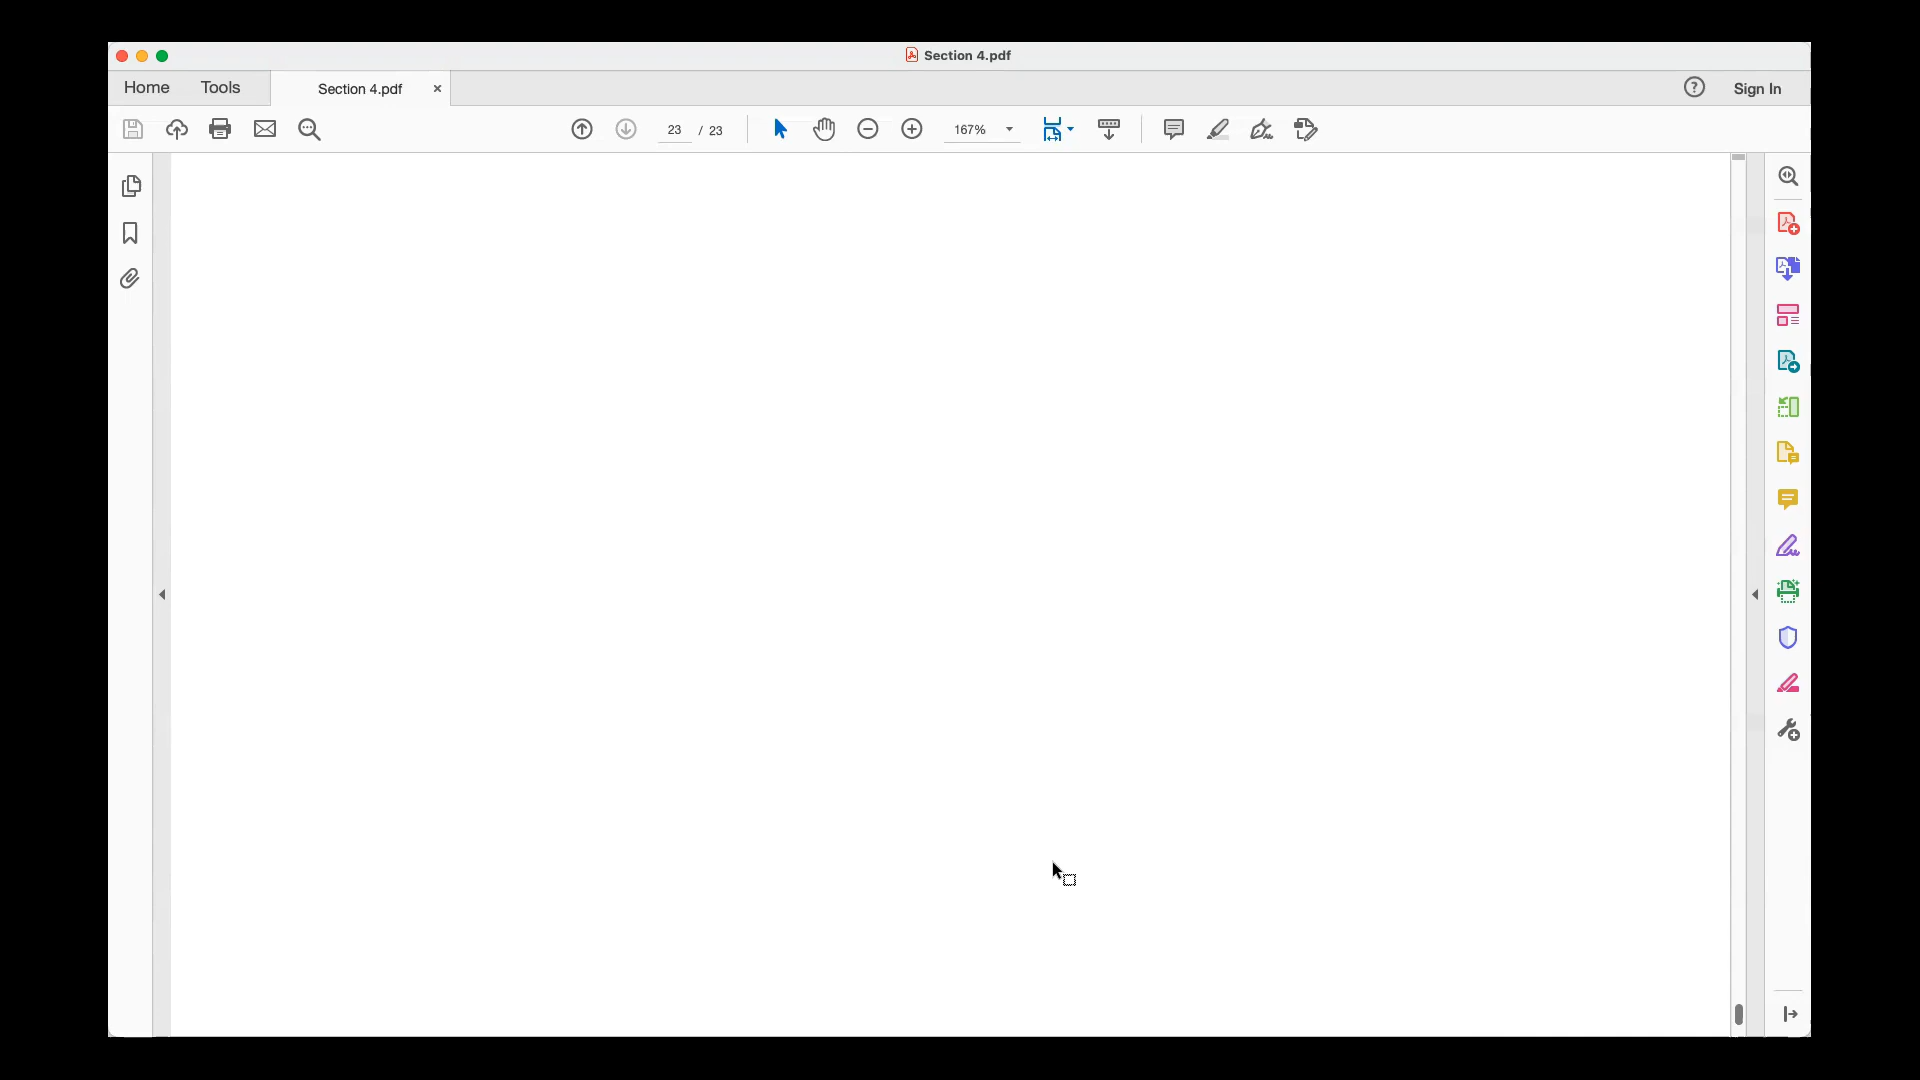 Section 4.pdf
Home
Tools
Section 4.pdf
Sign In
23 / 23
167%